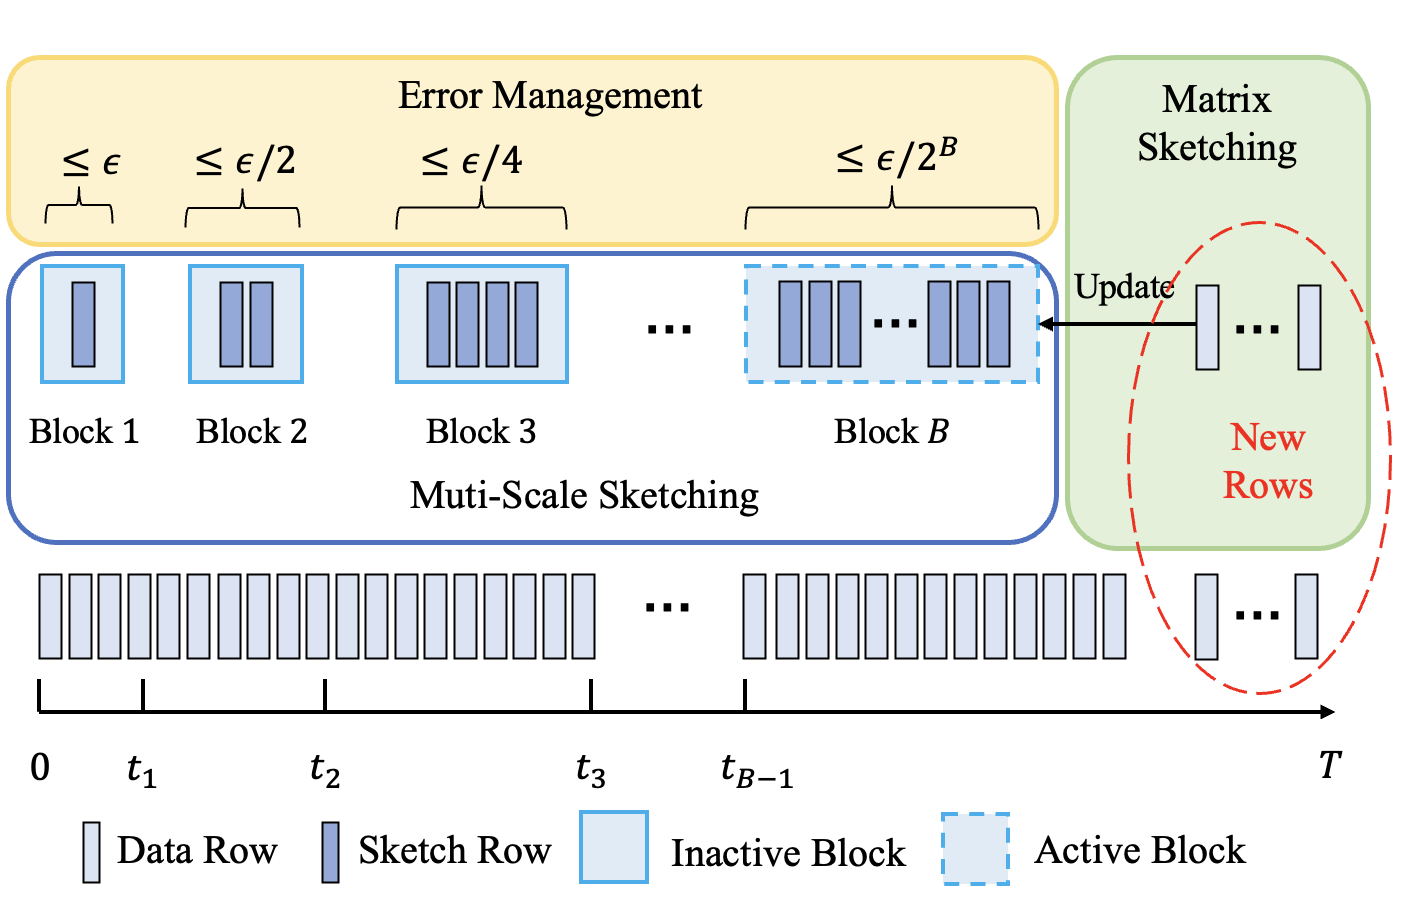 Error Management
≤ ϵ
≤ ϵ/2
≤ ϵ/4
≤ ϵ/2^B
Matrix
Sketching
Update
...
...
...
New
Rows
Block 1
Block 2
Block 3
Block B
Muti-Scale Sketching
...
...
0
t_1
t_2
t_3
t_{B−1}
T
Data Row
Sketch Row
Inactive Block
Active Block